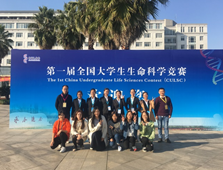 第一届全国大学生生命科学竞赛
The 1st China Undergraduate Life Sciences Contest (CULSC)